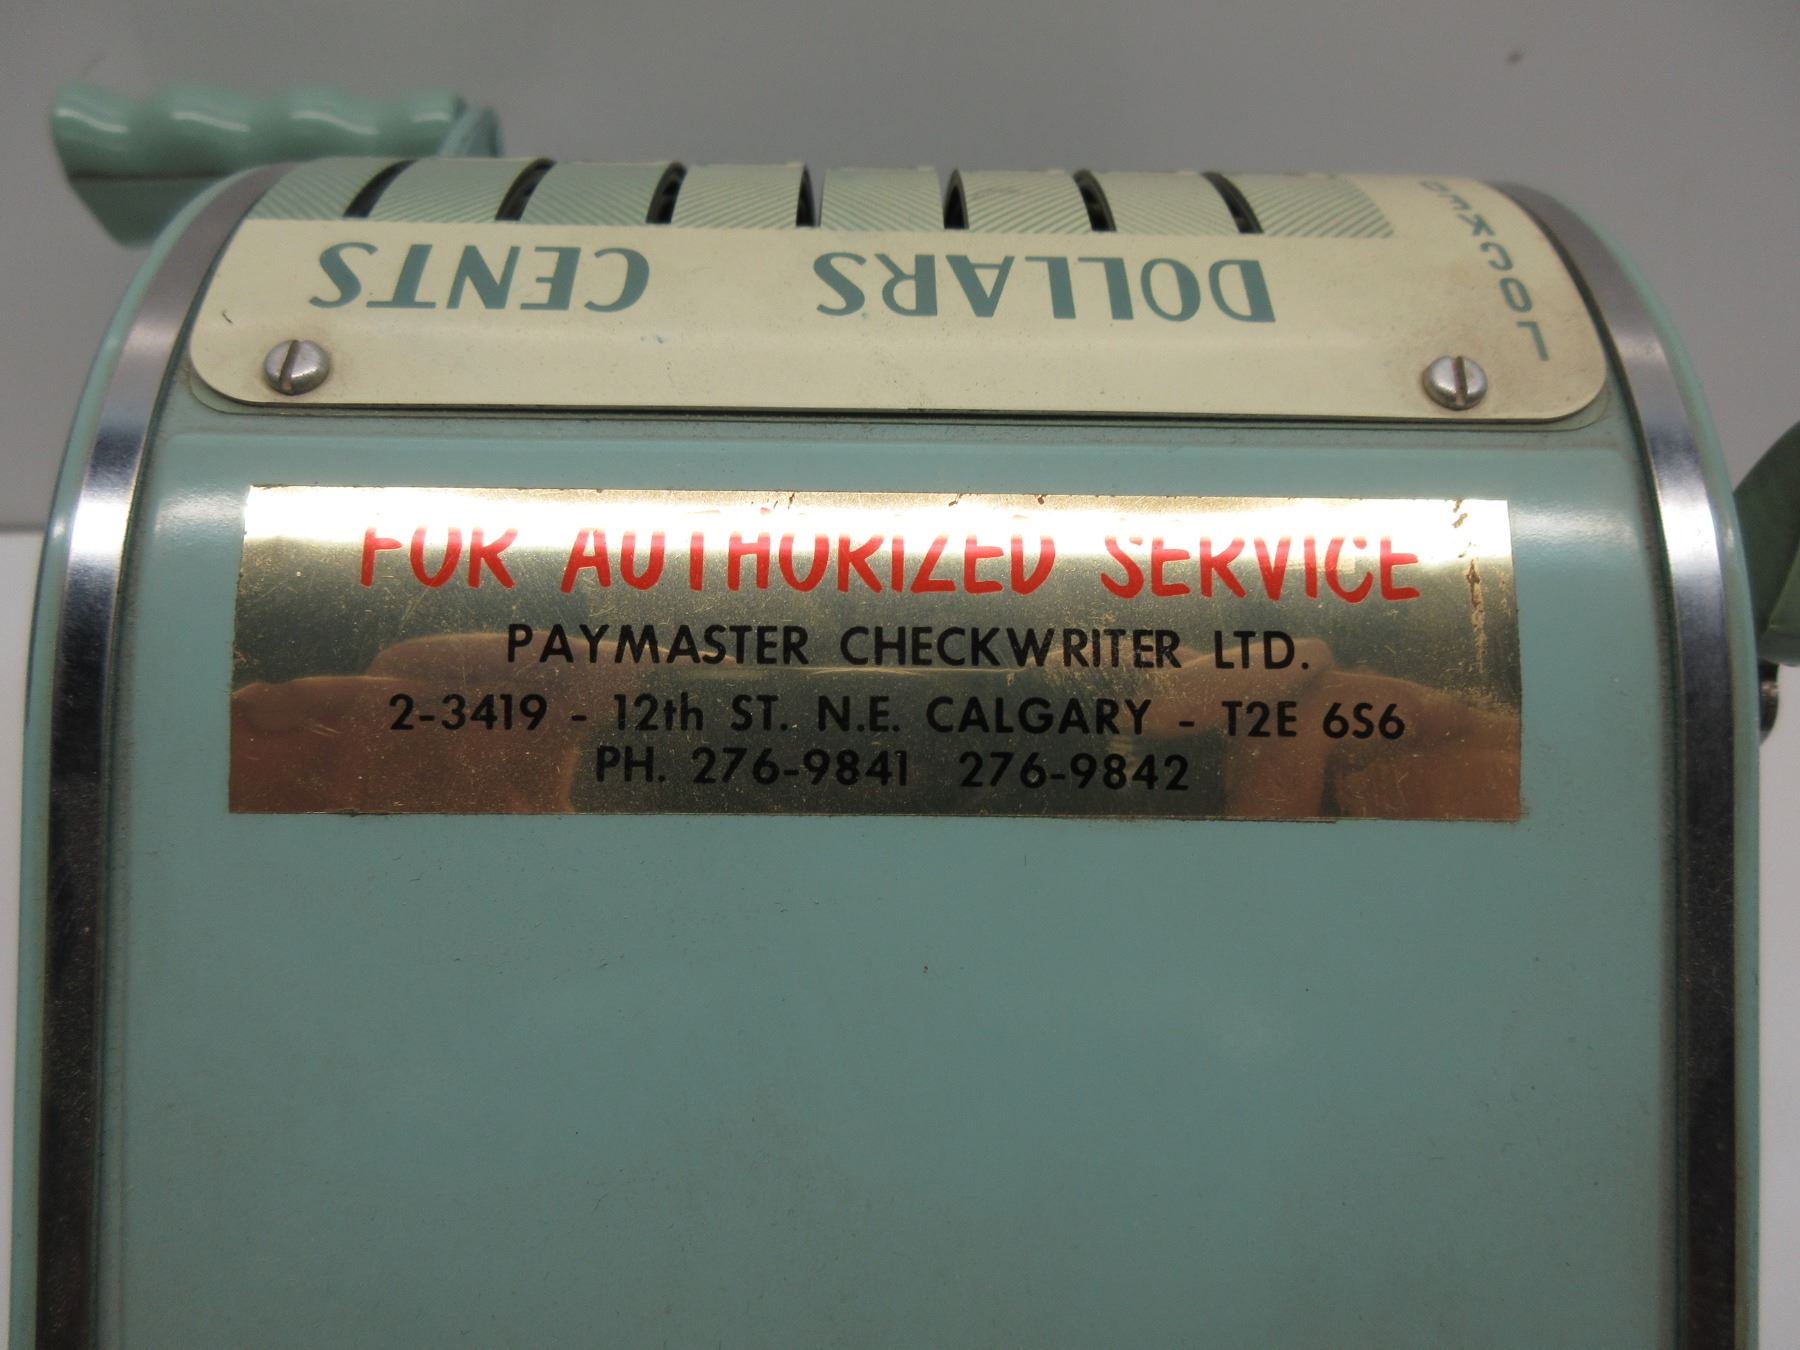 LOCKED
DOLLARS CENTS
FOR AUTHORIZED SERVICE
PAYMASTER CHECKWRITER LTD.
2-3419 - 12th ST. N.E. CALGARY - T2E 6S6
PH. 276-9841 276-9842